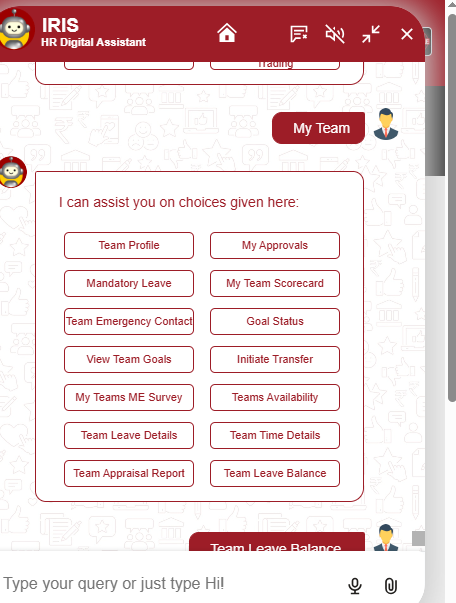 IRIS
HR Digital Assistant
Trading
My Team
I can assist you on choices given here:
Team Profile
My Approvals
Mandatory Leave
My Team Scorecard
Team Emergency Contact
Goal Status
View Team Goals
Initiate Transfer
My Teams ME Survey
Teams Availability
Team Leave Details
Team Time Details
Team Appraisal Report
Team Leave Balance
Team Leave Balance
Type your query or just type Hi!